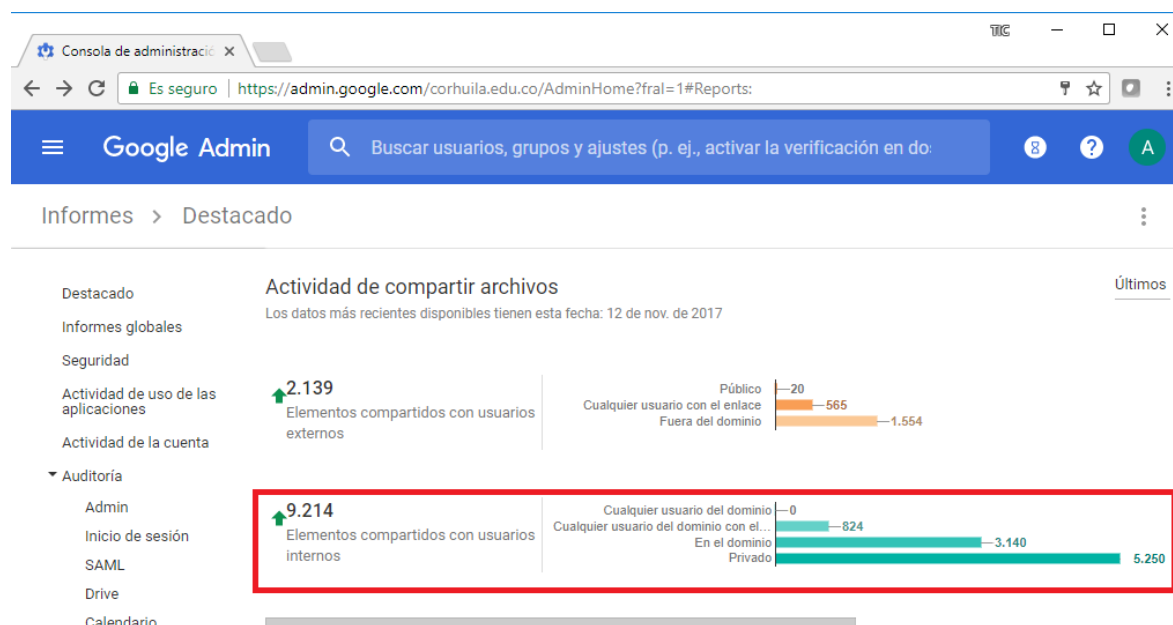 TIC
Consola de administració
Es seguro
https://admin.google.com/corhuila.edu.co/AdminHome?fral=1#Reports:
Google Admin
Buscar usuarios, grupos y ajustes (p. ej., activar la verificación en do
8
?
A
Informes > Destacado
Destacado
Informes globales
Seguridad
Actividad de uso de las
aplicaciones
Actividad de la cuenta
Auditoría
Admin
Inicio de sesión
SAML
Drive
Calendario
Actividad de compartir archivos
Últimos
Los datos más recientes disponibles tienen esta fecha: 12 de nov. de 2017
2.139
Elementos compartidos con usuarios
externos
Público 20
Cualquier usuario con el enlace 565
Fuera del dominio 1.554
9.214
Elementos compartidos con usuarios
internos
Cualquier usuario del dominio 0
Cualquier usuario del dominio con el... 824
En el dominio 3.140
Privado 5.250